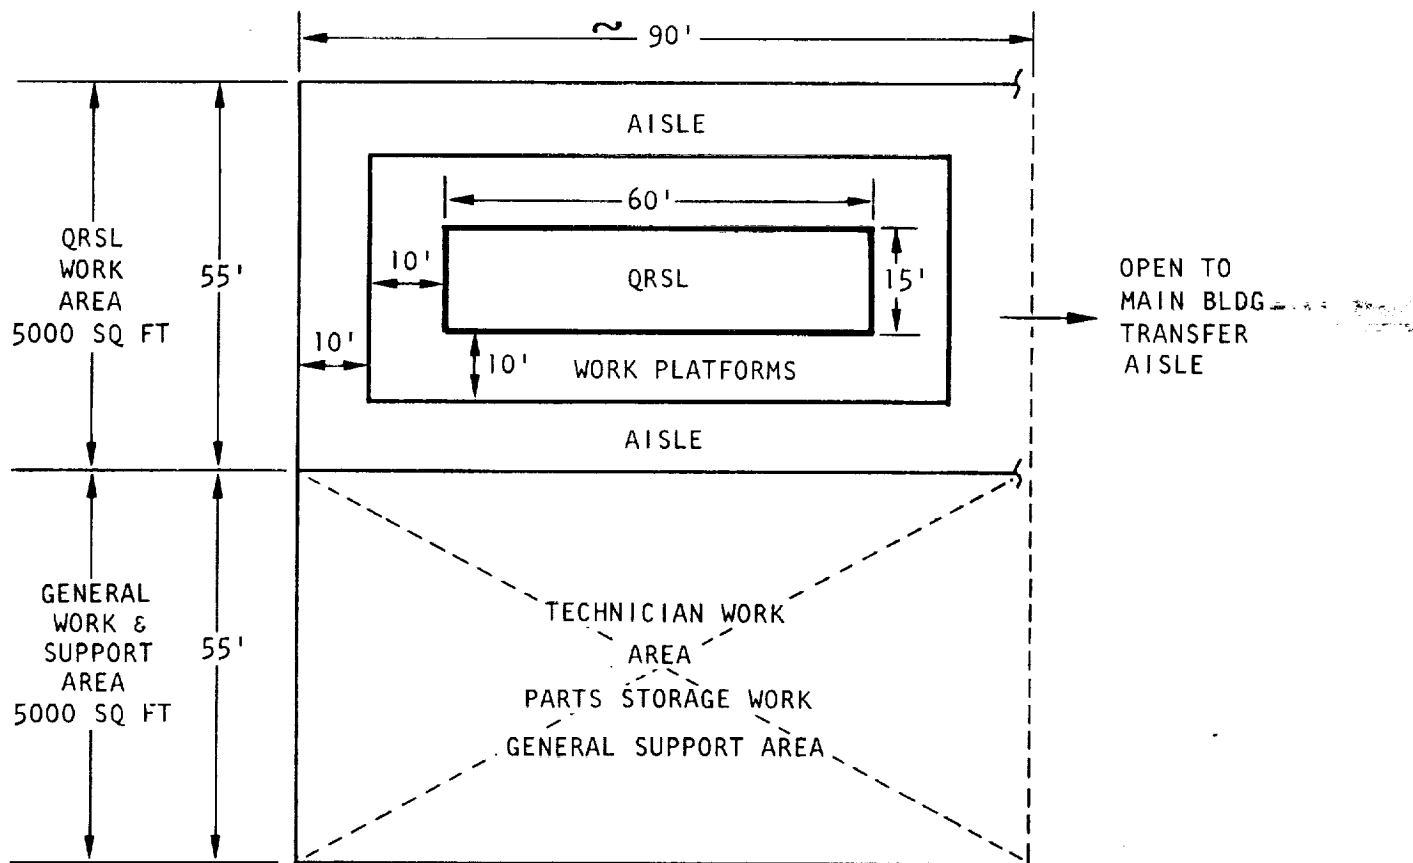 ~ 90'
AISLE
60'
QRSL
WORK
AREA
5000 SQ FT
55'
10'
QRSL
15'
OPEN TO
MAIN BLDG
TRANSFER
AISLE
10'
10'
WORK PLATFORMS
AISLE
GENERAL
WORK &
SUPPORT
AREA
5000 SQ FT
55'
TECHNICIAN WORK
AREA
PARTS STORAGE WORK
GENERAL SUPPORT AREA